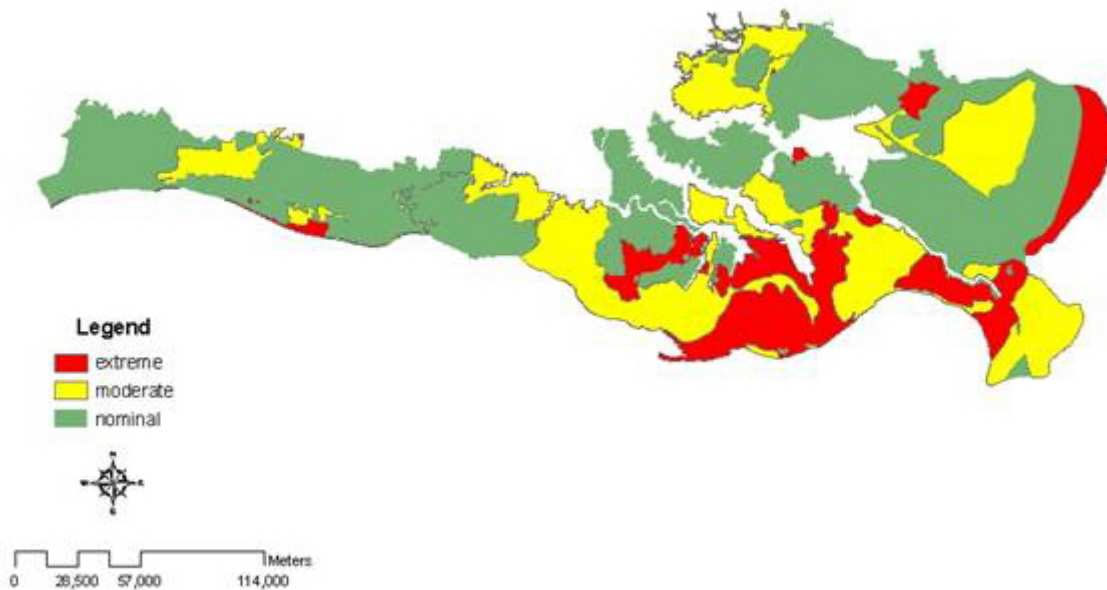 Legend
extreme
moderate
nominal
N
W E
S
Meters
0 28,500 57,000 114,000